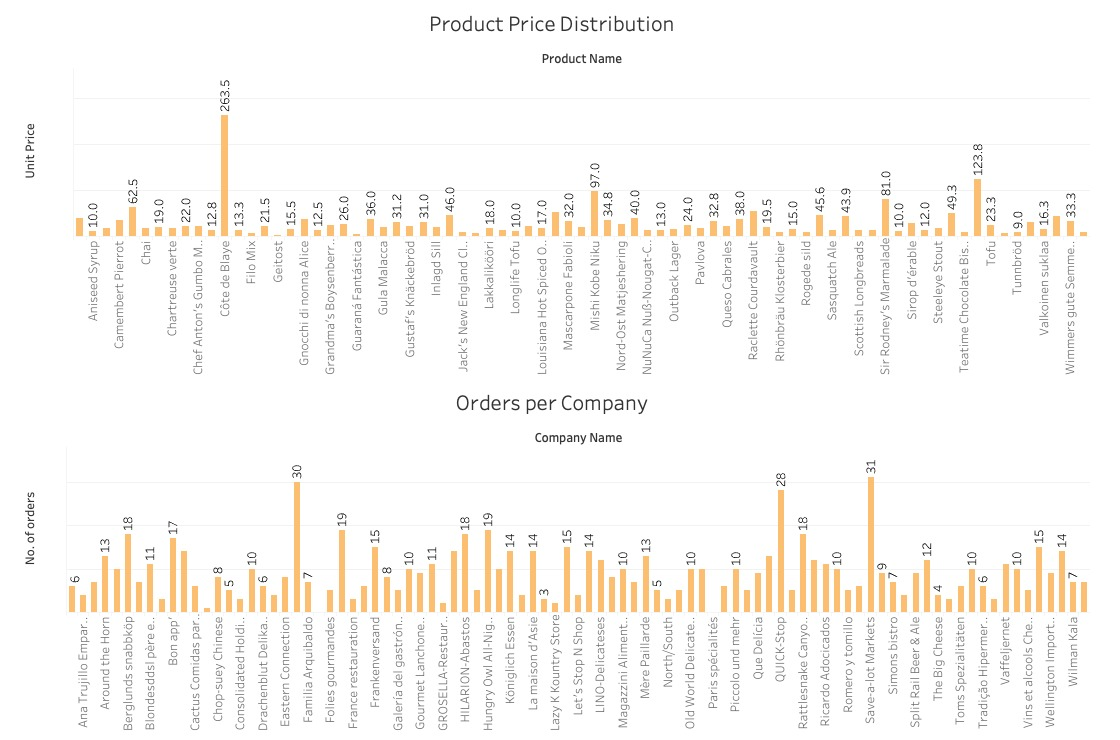 Product Price Distribution
Product Name
Unit Price
10.0
62.5
19.0
22.0
12.8
263.5
13.3
21.5
15.5
12.5
26.0
36.0
31.2
31.0
46.0
18.0
10.0
17.0
32.0
97.0
34.8
40.0
13.0
24.0
32.8
38.0
19.5
15.0
45.6
43.9
81.0
10.0
12.0
49.3
123.8
23.3
9.0
16.3
33.3
Aniseed Syrup
Camembert Pierrot
Chai
Chartreuse verte
Chef Anton's Gumbo M..
Côte de Blaye
Filo Mix
Geitost
Gnocchi di nonna Alice
Grandma's Boysenberr..
Guaraná Fantástica
Gula Malacca
Gustaf's Knäckebröd
Inlagd Sill
Jack's New England Cl..
Lakkalikööri
Longlife Tofu
Louisiana Hot Spiced O..
Mascarpone Fabioli
Mishi Kobe Niku
Nord-Ost Matjeshering
NuNuCa Nuß-Nougat-C..
Outback Lager
Pavlova
Queso Cabrales
Raclette Courdavault
Rhönbräu Klosterbier
Rogede sild
Sasquatch Ale
Scottish Longbreads
Sir Rodney's Marmalade
Sirop d'érable
Steeleye Stout
Teatime Chocolate Bis..
Tofu
Tunnbröd
Valkoinen suklaa
Wimmers gute Semme..
Orders per Company
Company Name
No. of orders
6
13
18
11
17
8
5
10
6
30
7
19
15
8
10
11
18
19
14
14
3
15
14
10
13
5
10
10
28
18
10
31
9
7
12
4
10
6
10
15
14
7
Ana Trujillo Empar..
Around the Horn
Berglunds snabbköp
Blondesddsl père e..
Bon app'
Cactus Comidas par..
Chop-suey Chinese
Consolidated Holdi..
Drachenblut Delika..
Eastern Connection
Familia Arquibaldo
Folies gourmandes
France restauration
Frankenversand
Galería del gastrón..
Gourmet Lanchone..
GROSELLA-Restaur..
HILARION-Abastos
Hungry Owl All-Nig..
Königlich Essen
La maison d'Asie
Lazy K Kountry Store
Let's Stop N Shop
LINO-Delicateses
Magazzini Aliment..
Mère Paillarde
North/South
Old World Delicate..
Paris spécialités
Piccolo und mehr
Que Delícia
QUICK-Stop
Rattlesnake Canyo..
Ricardo Adocicados
Romero y tomillo
Save-a-lot Markets
Simons bistro
Split Rail Beer & Ale
The Big Cheese
Toms Spezialitäten
Tradição Hipermer..
Vaffeljernet
Vins et alcools Che..
Wellington Import..
Wilman Kala